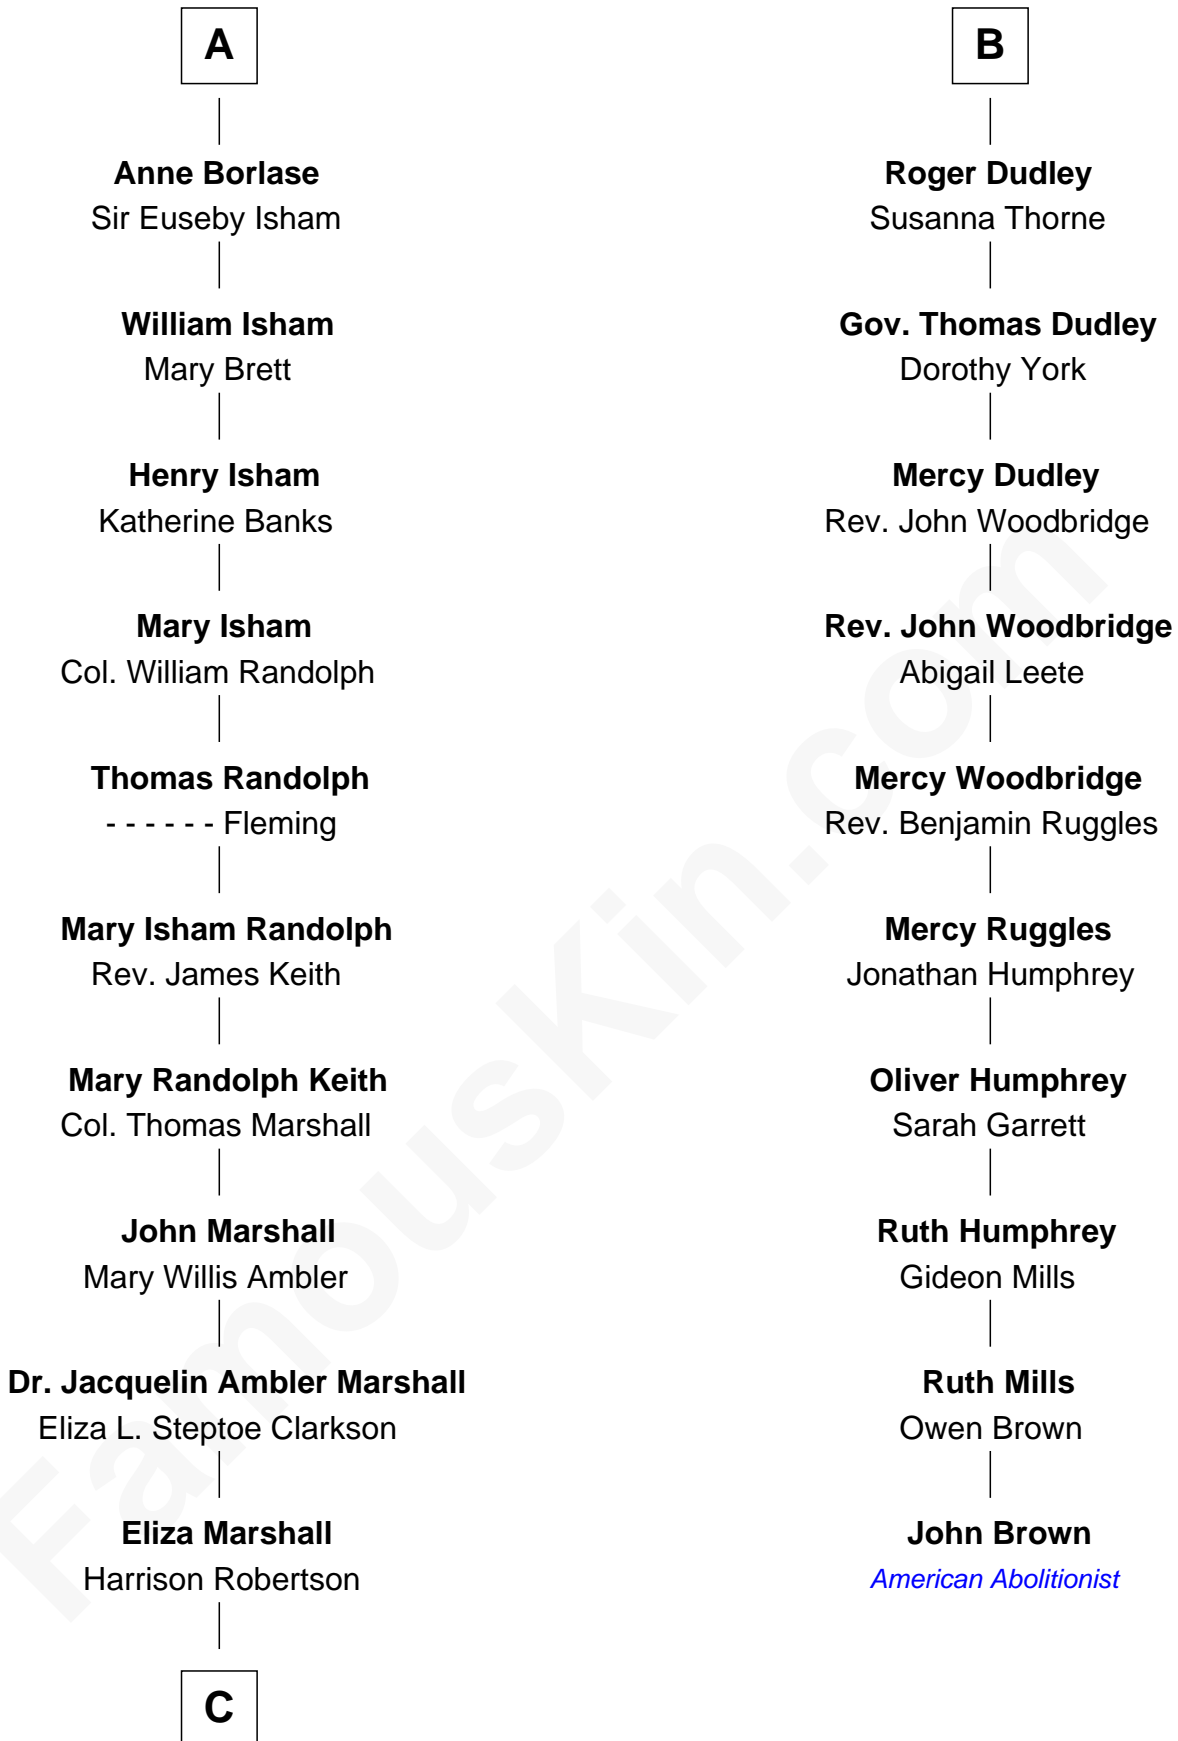 A
Anne Borlase
Sir Euseby Isham
William Isham
Mary Brett
Henry Isham
Katherine Banks
Mary Isham
Col. William Randolph
Thomas Randolph
- - - - - - Fleming
Mary Isham Randolph
Rev. James Keith
Mary Randolph Keith
Col. Thomas Marshall
John Marshall
Mary Willis Ambler
Dr. Jacquelin Ambler Marshall
Eliza L. Steptoe Clarkson
Eliza Marshall
Harrison Robertson
C
B
Roger Dudley
Susanna Thorne
Gov. Thomas Dudley
Dorothy York
Mercy Dudley
Rev. John Woodbridge
Rev. John Woodbridge
Abigail Leete
Mercy Woodbridge
Rev. Benjamin Ruggles
Mercy Ruggles
Jonathan Humphrey
Oliver Humphrey
Sarah Garrett
Ruth Humphrey
Gideon Mills
Ruth Mills
Owen Brown
John Brown
American Abolitionist
FamousKin.com